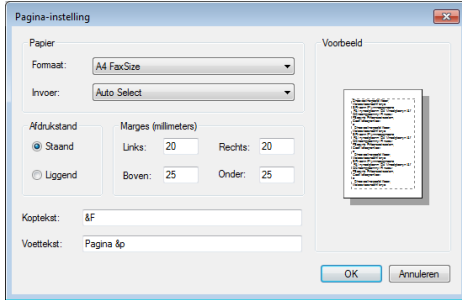 Pagina-instelling
Papier
Formaat: A4 FaxSize
Invoer: Auto Select
Afdrukstand
Staand
Liggend
Marges (millimeters)
Links: 20 Rechts: 20
Boven: 25 Onder: 25
Koptekst: &F
Voettekst: Pagina &p
Voorbeeld
OK Annuleren